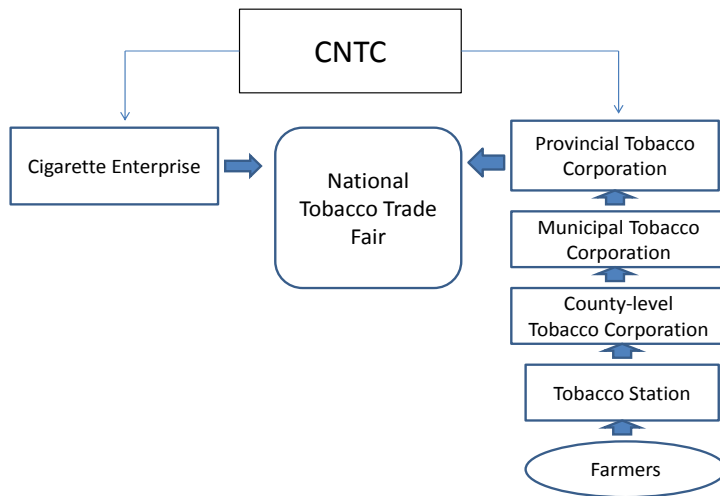 CNTC
Cigarette Enterprise
National
Tobacco Trade
Fair
Provincial Tobacco
Corporation
Municipal Tobacco
Corporation
County-level
Tobacco Corporation
Tobacco Station
Farmers